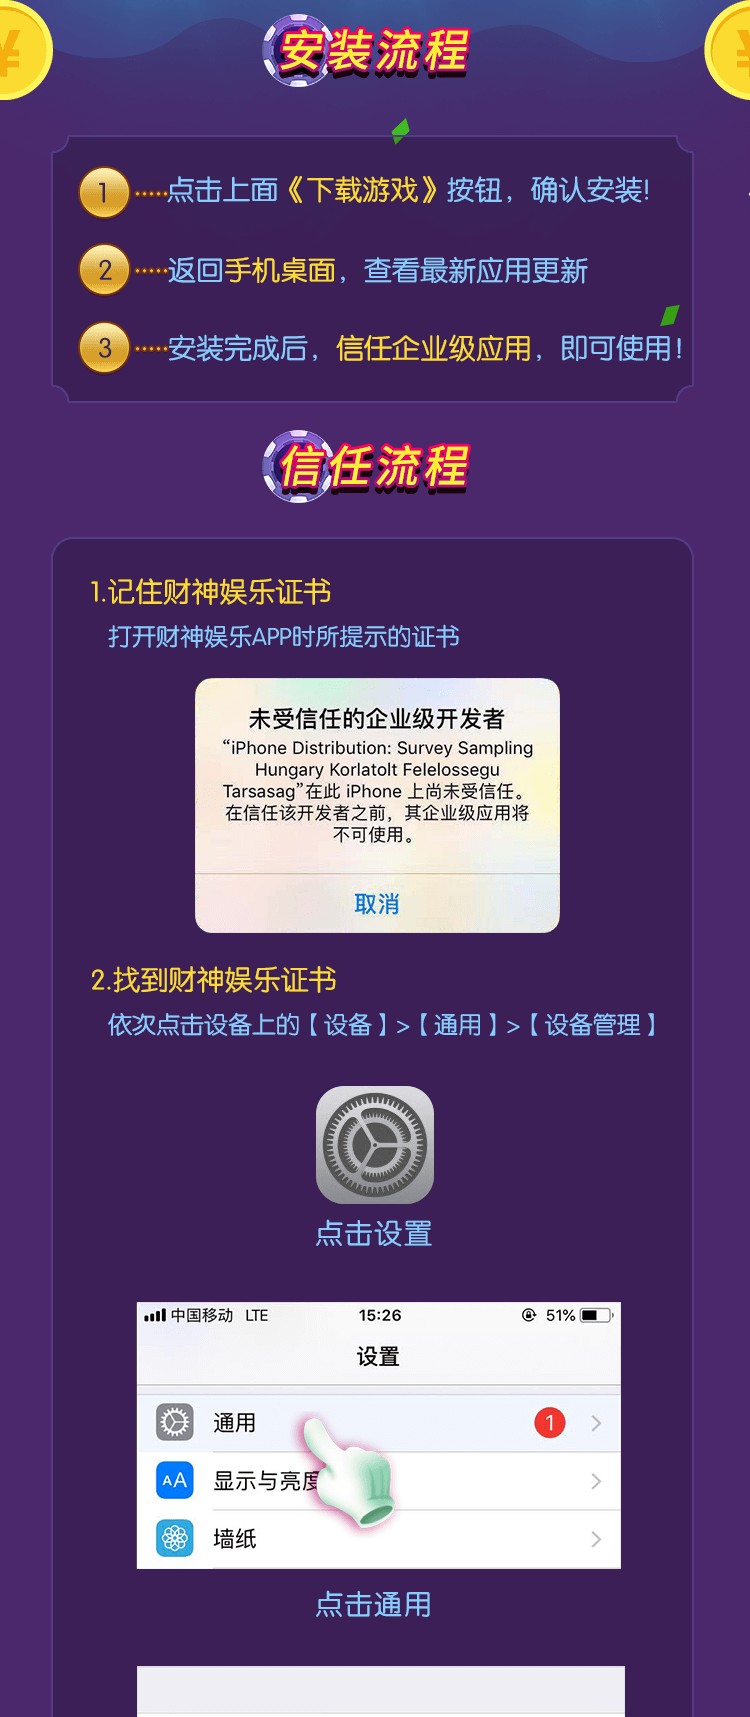 安装流程
1 点击上面《下载游戏》按钮，确认安装!
2 返回手机桌面，查看最新应用更新
3 安装完成后，信任企业级应用，即可使用!
信任流程
1.记住财神娱乐证书
打开财神娱乐APP时所提示的证书
未受信任的企业级开发者
“iPhone Distribution: Survey Sampling
Hungary Korlatolt Felelossegu
Tarsasag”在此 iPhone 上尚未受信任。
在信任该开发者之前，其企业级应用将
不可使用。
取消
2.找到财神娱乐证书
依次点击设备上的【设备】>【通用】>【设备管理】
点击设置
中国移动 LTE 15:26 51%
设置
通用 1
显示与亮度
墙纸
点击通用